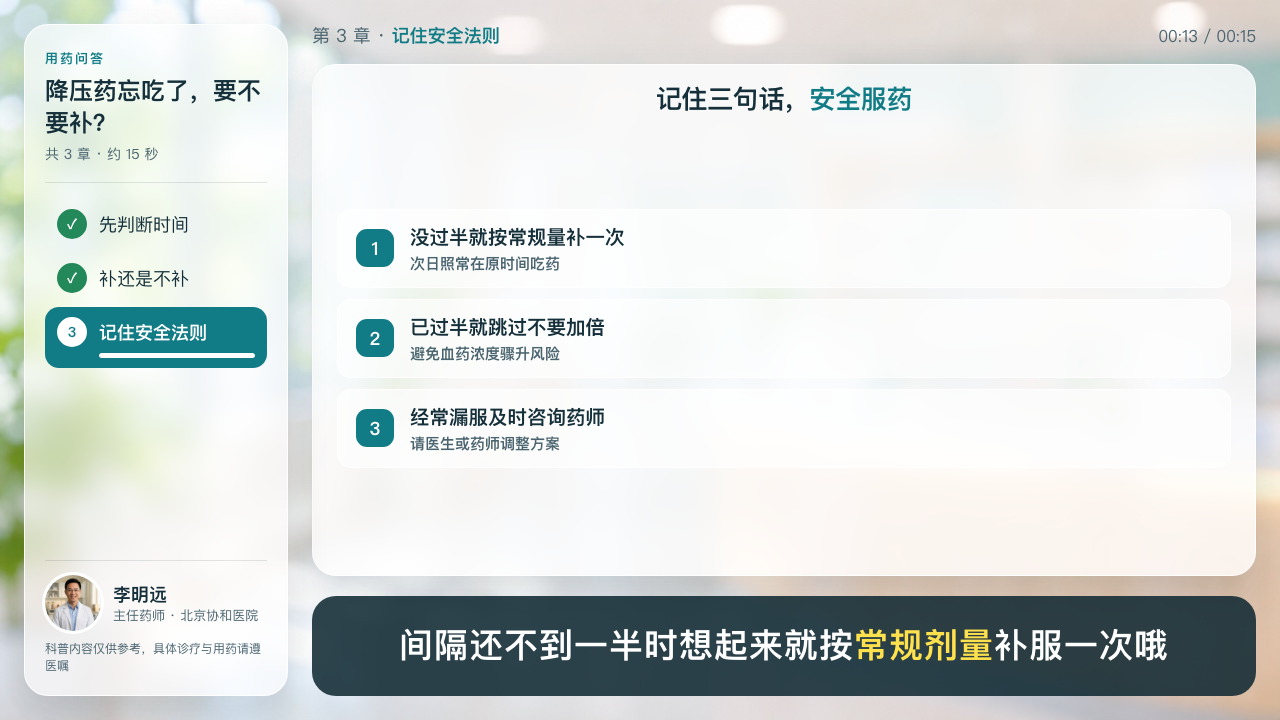 用药问答
降压药忘吃了，要不
要补？
共 3 章 · 约 15 秒
✓ 先判断时间
✓ 补还是不补
3 记住安全法则
李明远
主任药师 · 北京协和医院
科普内容仅供参考，具体诊疗与用药请遵
医嘱
第 3 章 · 记住安全法则
00:13 / 00:15
记住三句话，安全服药
1 没过半就按常规量补一次
次日照常在原时间吃药
2 已过半就跳过不要加倍
避免血药浓度骤升风险
3 经常漏服及时咨询药师
请医生或药师调整方案
间隔还不到一半时想起来就按常规剂量补服一次哦